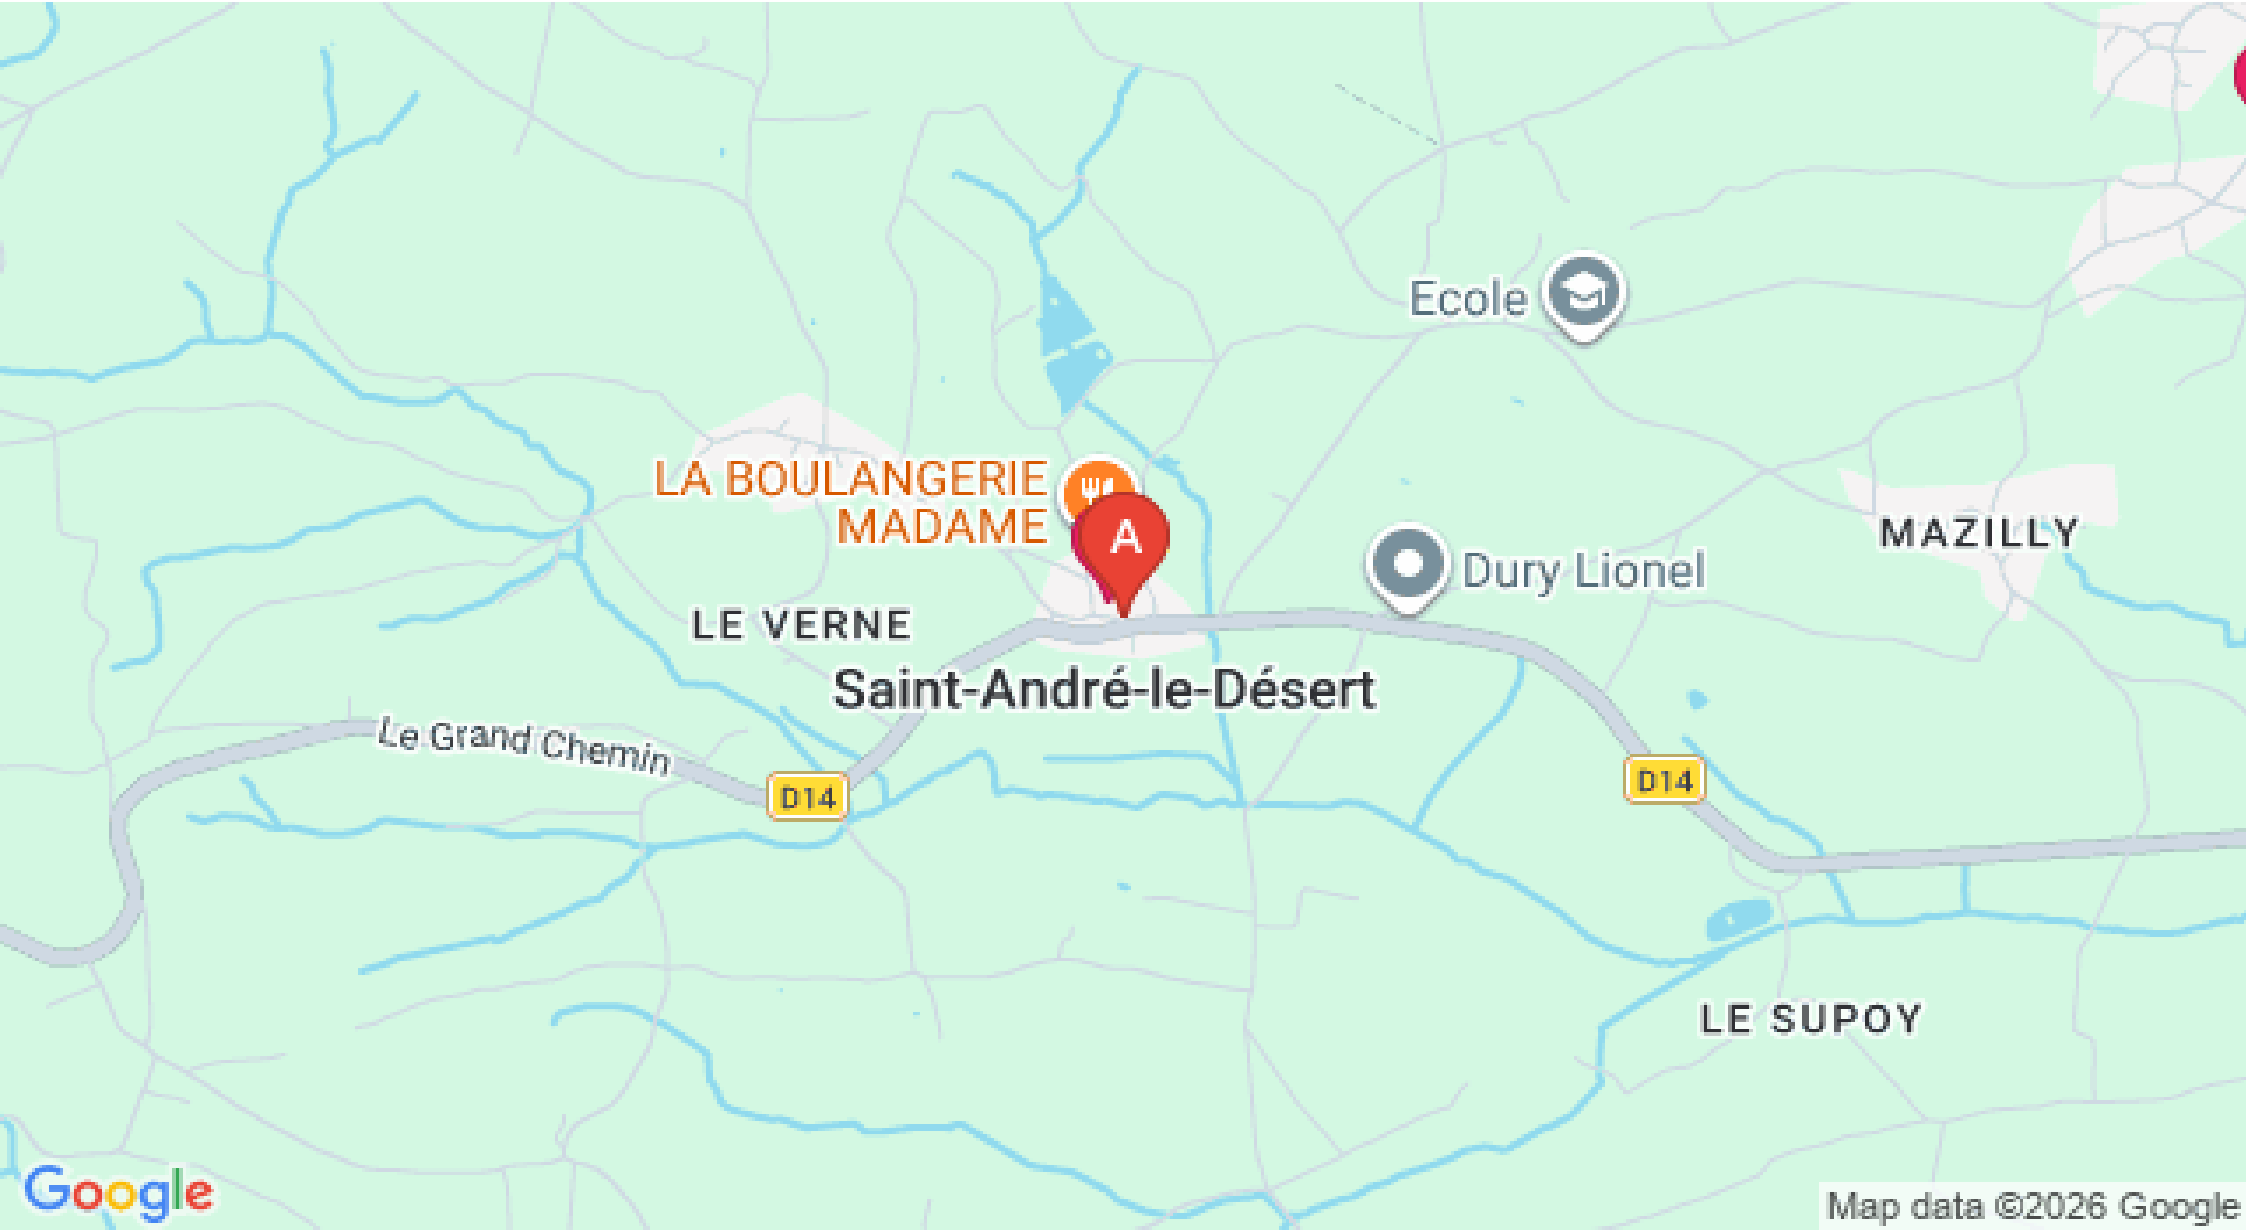 Ecole
LA BOULANGERIE
MADAME
A
MAZILLY
Dury Lionel
LE VERNE
Saint-André-le-Désert
Le Grand Chemin
D14
D14
LE SUPOY
Google
Map data ©2026 Google